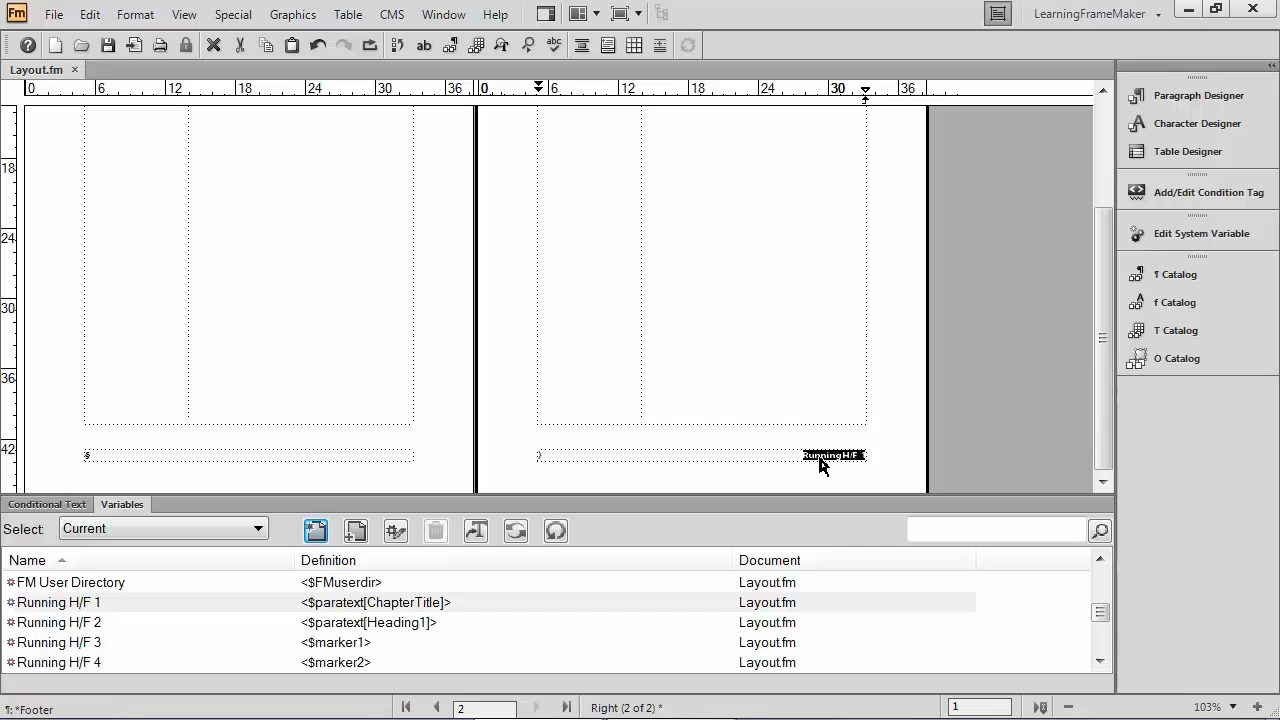 Fm File Edit Format View Special Graphics Table CMS Window Help LearningFrameMaker
Layout.fm
0 6 12 18 24 30 36 0 6 12 18 24 30 36
18
24
30
36
42
Running H/F
Paragraph Designer
Character Designer
Table Designer
Add/Edit Condition Tag
Edit System Variable
¶ Catalog
f Catalog
T Catalog
O Catalog
Conditional Text Variables
Select: Current
Name Definition Document
FM User Directory <$FMuserdir> Layout.fm
Running H/F 1 <$paratext[ChapterTitle]> Layout.fm
Running H/F 2 <$paratext[Heading1]> Layout.fm
Running H/F 3 <$marker1> Layout.fm
Running H/F 4 <$marker2> Layout.fm
¶: *Footer 2 Right (2 of 2) * 1 103%